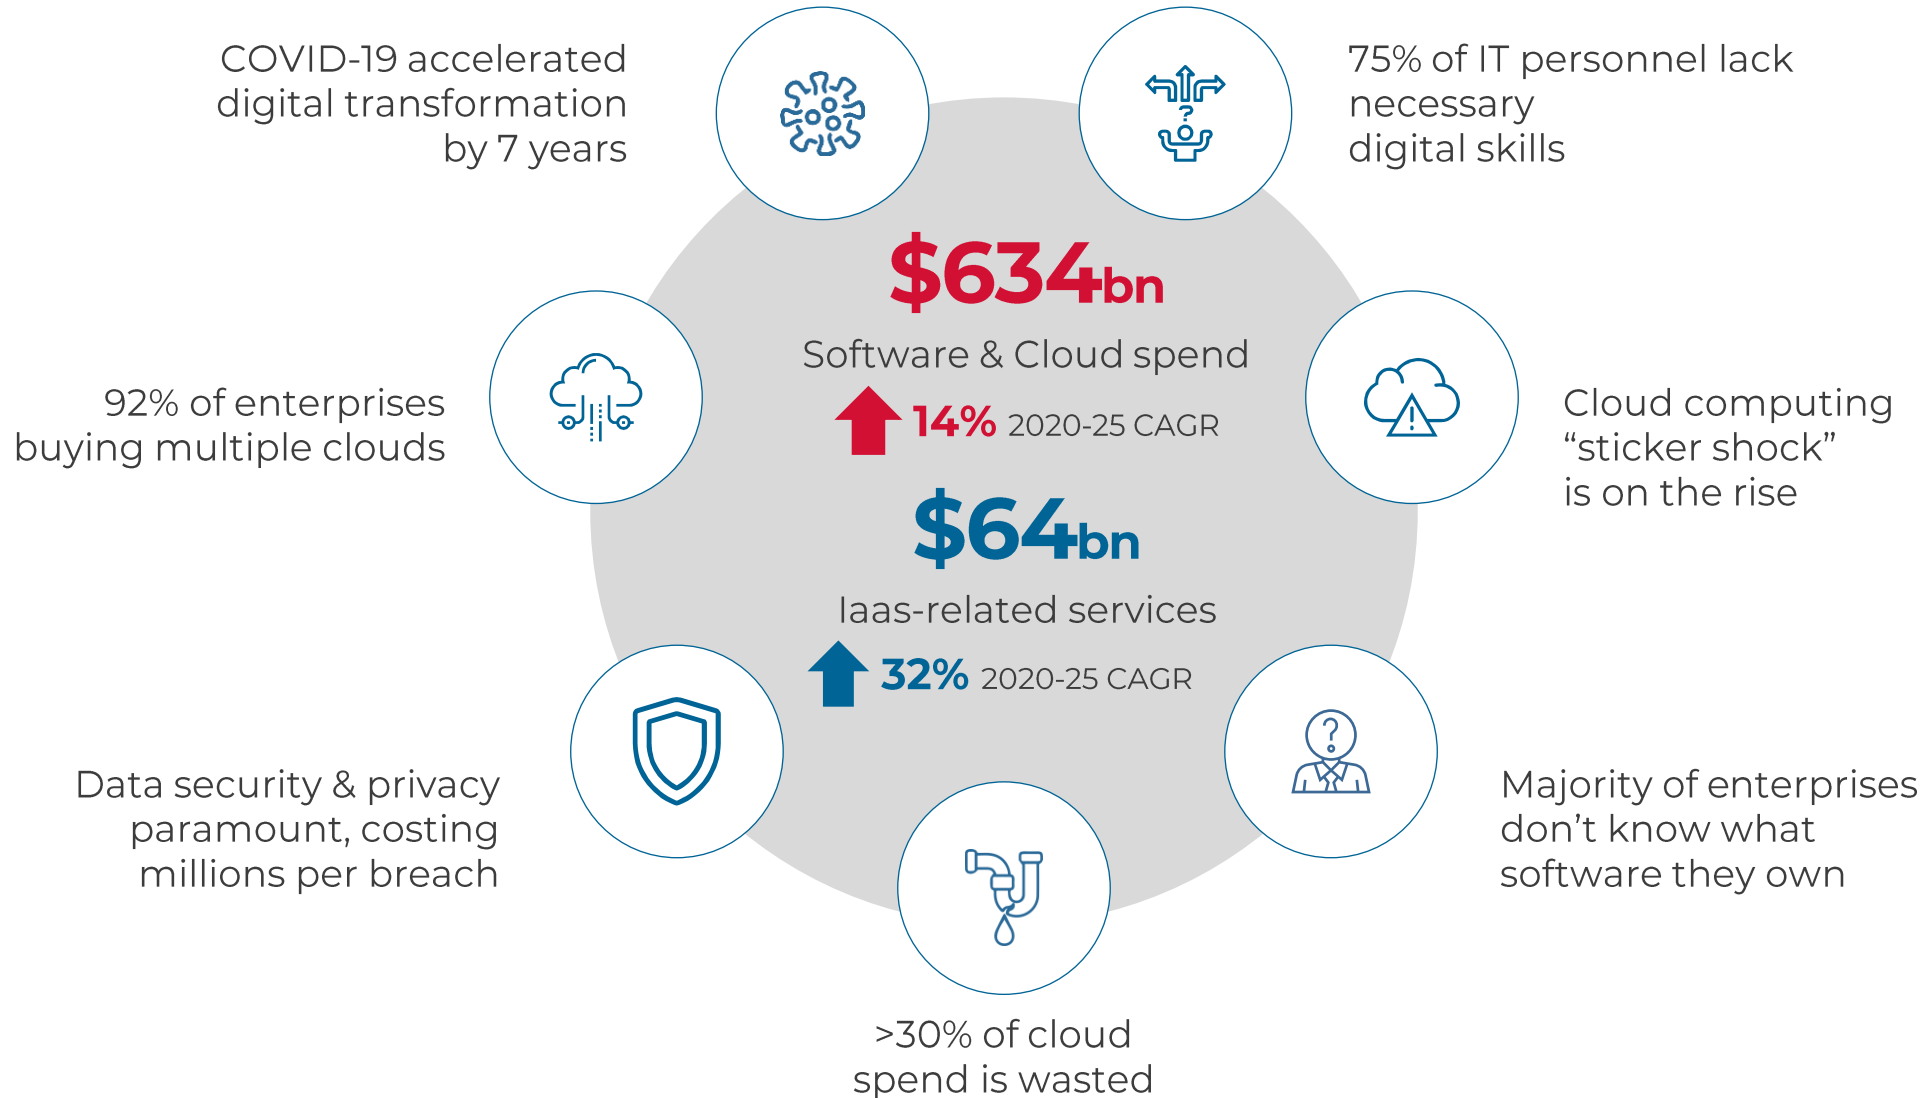 COVID-19 accelerated
digital transformation
by 7 years
75% of IT personnel lack
necessary
digital skills
$634bn
Software & Cloud spend
14% 2020-25 CAGR
92% of enterprises
buying multiple clouds
Cloud computing
“sticker shock”
is on the rise
$64bn
Iaas-related services
32% 2020-25 CAGR
Data security & privacy
paramount, costing
millions per breach
Majority of enterprises
don’t know what
software they own
>30% of cloud
spend is wasted